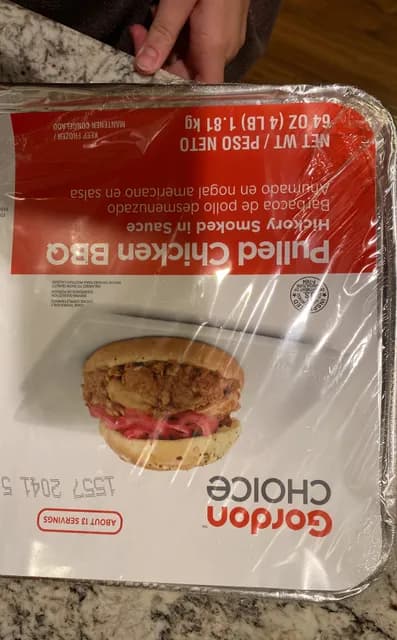 ABOUT 13 SERVINGS
Gordon
CHOICE
1557 2041 5
Pulled Chicken BBQ
Hickory Smoked in Sauce
Barbacoa de pollo desmenuzado
Ahumado en nogal americano en salsa
NET WT / PESO NETO
64 OZ (4 LB) 1.81 kg
KEEP FROZEN /
MANTENER CONGELADO